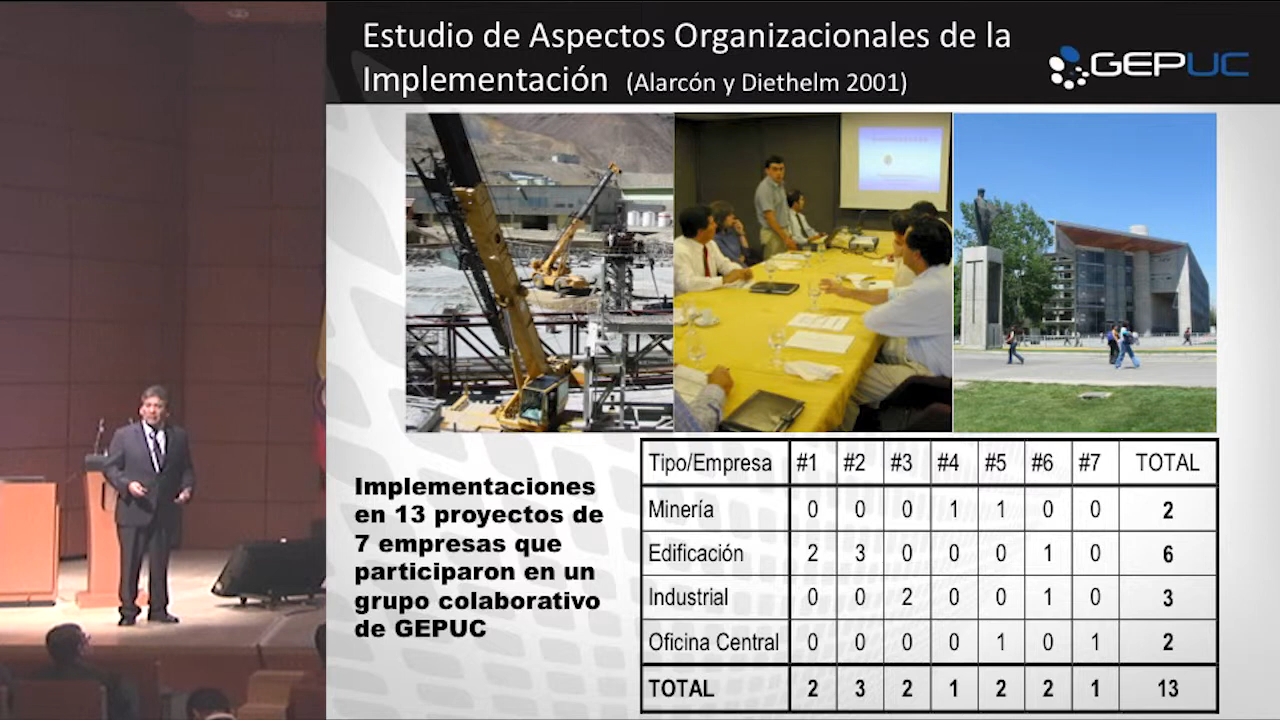 Estudio de Aspectos Organizacionales de la
Implementación (Alarcón y Diethelm 2001)
GEPUC
Implementaciones
en 13 proyectos de
7 empresas que
participaron en un
grupo colaborativo
de GEPUC
Tipo/Empresa #1 #2 #3 #4 #5 #6 #7 TOTAL
Minería 0 0 0 1 1 0 0 2
Edificación 2 3 0 0 0 1 0 6
Industrial 0 0 2 0 0 1 0 3
Oficina Central 0 0 0 0 1 0 1 2
TOTAL 2 3 2 1 2 2 1 13